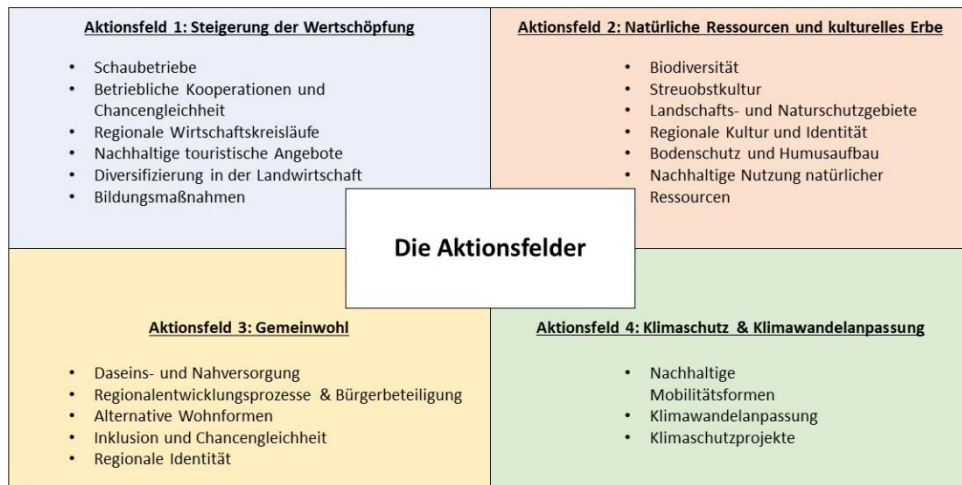 Aktionsfeld 1: Steigerung der Wertschöpfung
• Schaubetriebe
• Betriebliche Kooperationen und
Chancengleichheit
• Regionale Wirtschaftskreisläufe
• Nachhaltige touristische Angebote
• Diversifizierung in der Landwirtschaft
• Bildungsmaßnahmen
Aktionsfeld 2: Natürliche Ressourcen und kulturelles Erbe
• Biodiversität
• Streuobstkultur
• Landschafts- und Naturschutzgebiete
• Regionale Kultur und Identität
• Bodenschutz und Humusaufbau
• Nachhaltige Nutzung natürlicher
Ressourcen
Die Aktionsfelder
Aktionsfeld 3: Gemeinwohl
• Daseins- und Nahversorgung
• Regionalentwicklungsprozesse & Bürgerbeteiligung
• Alternative Wohnformen
• Inklusion und Chancengleichheit
• Regionale Identität
Aktionsfeld 4: Klimaschutz & Klimawandelanpassung
• Nachhaltige
Mobilitätsformen
• Klimawandelanpassung
• Klimaschutzprojekte